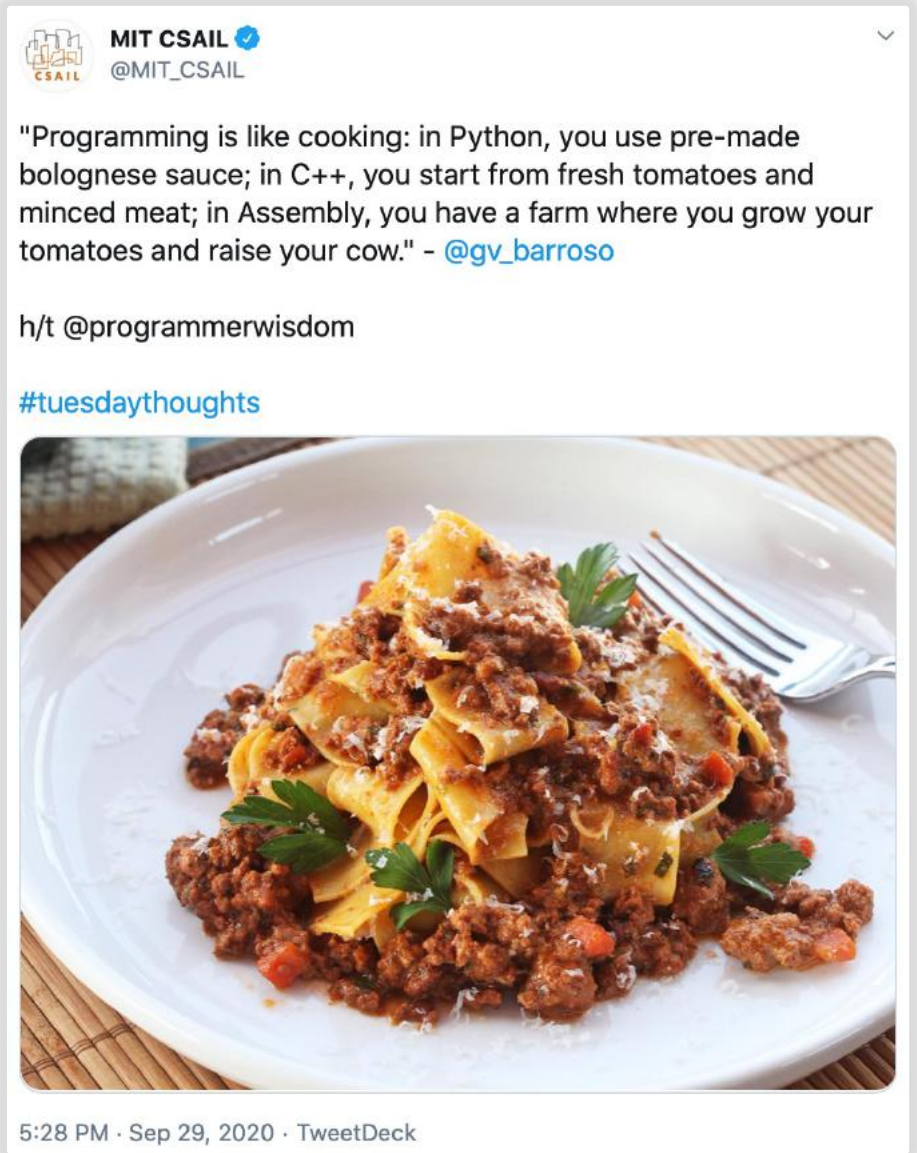 MIT CSAIL
CSAIL
@MIT_CSAIL
"Programming is like cooking: in Python, you use pre-made
bolognese sauce; in C++, you start from fresh tomatoes and
minced meat; in Assembly, you have a farm where you grow your
tomatoes and raise your cow." - @gv_barroso
h/t @programmerwisdom
#tuesdaythoughts
5:28 PM · Sep 29, 2020 · TweetDeck